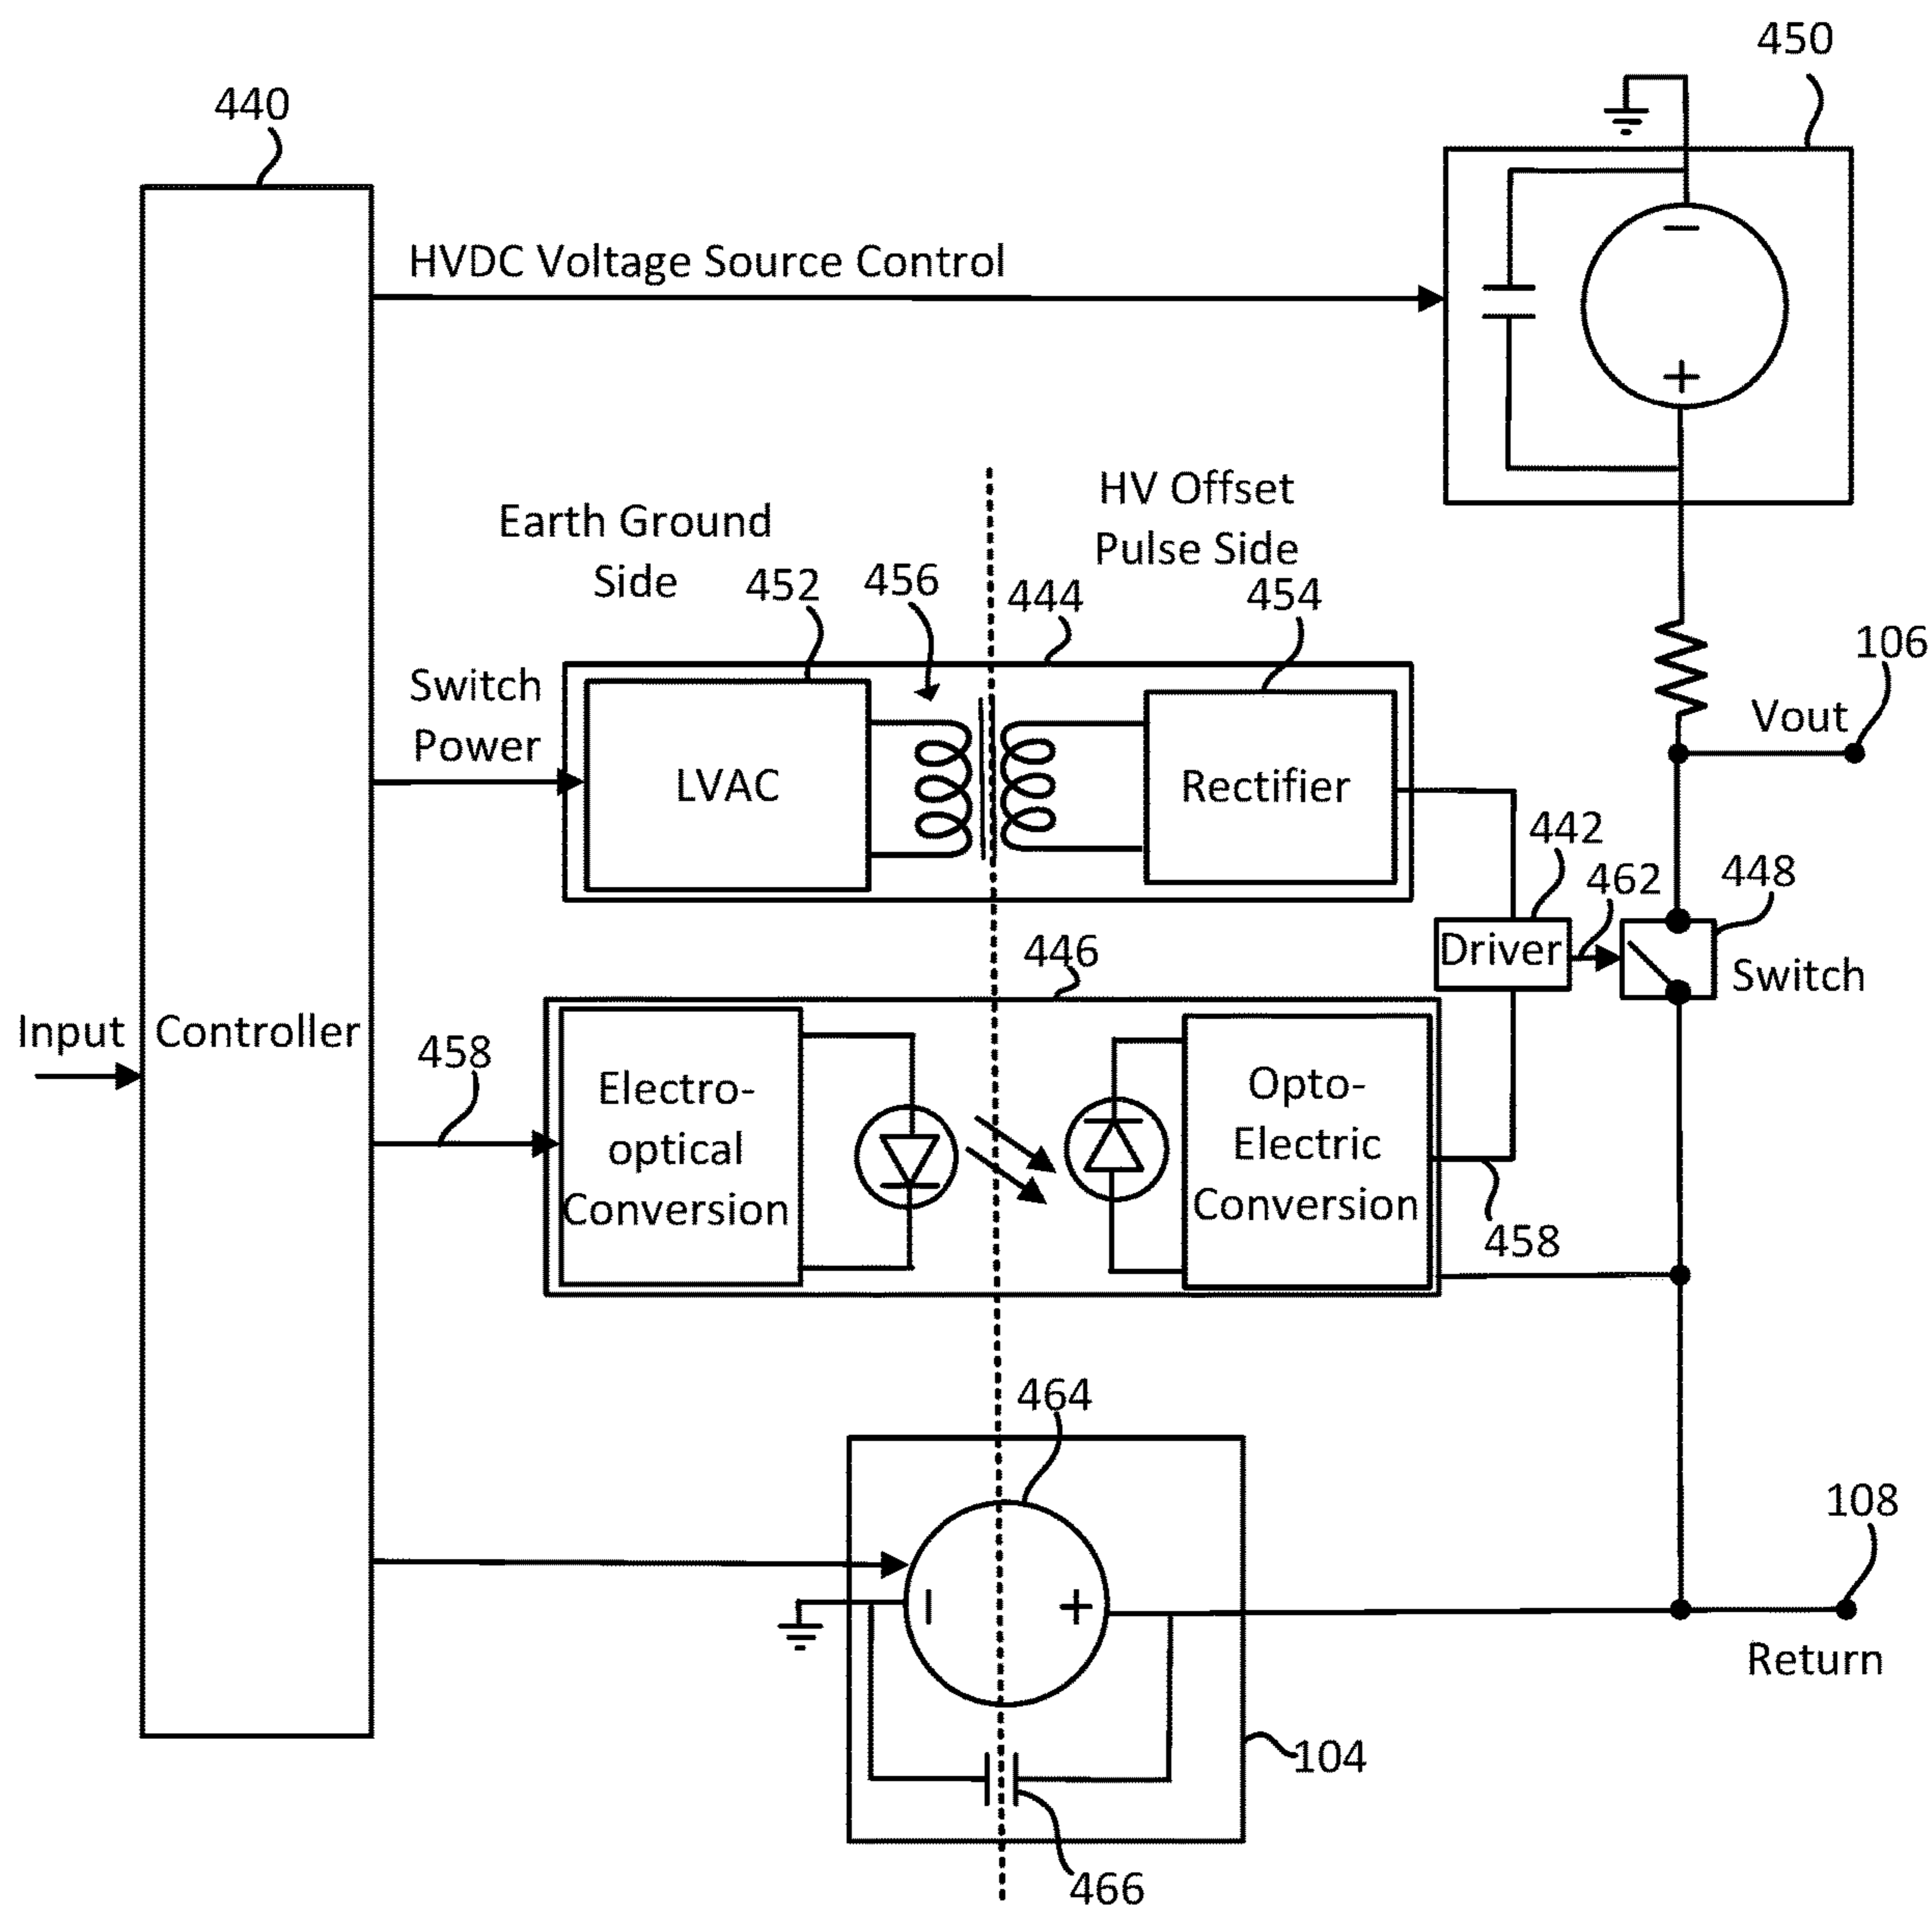 450
440
HVDC Voltage Source Control
−
+
Earth Ground
Side
HV Offset
Pulse Side
452
456
444
454
106
Switch
Power
LVAC
Rectifier
Vout
442
462
448
Driver
Switch
446
Input
Controller
458
Electro-
optical
Conversion
Opto-
Electric
Conversion
458
464
−
+
108
Return
104
466